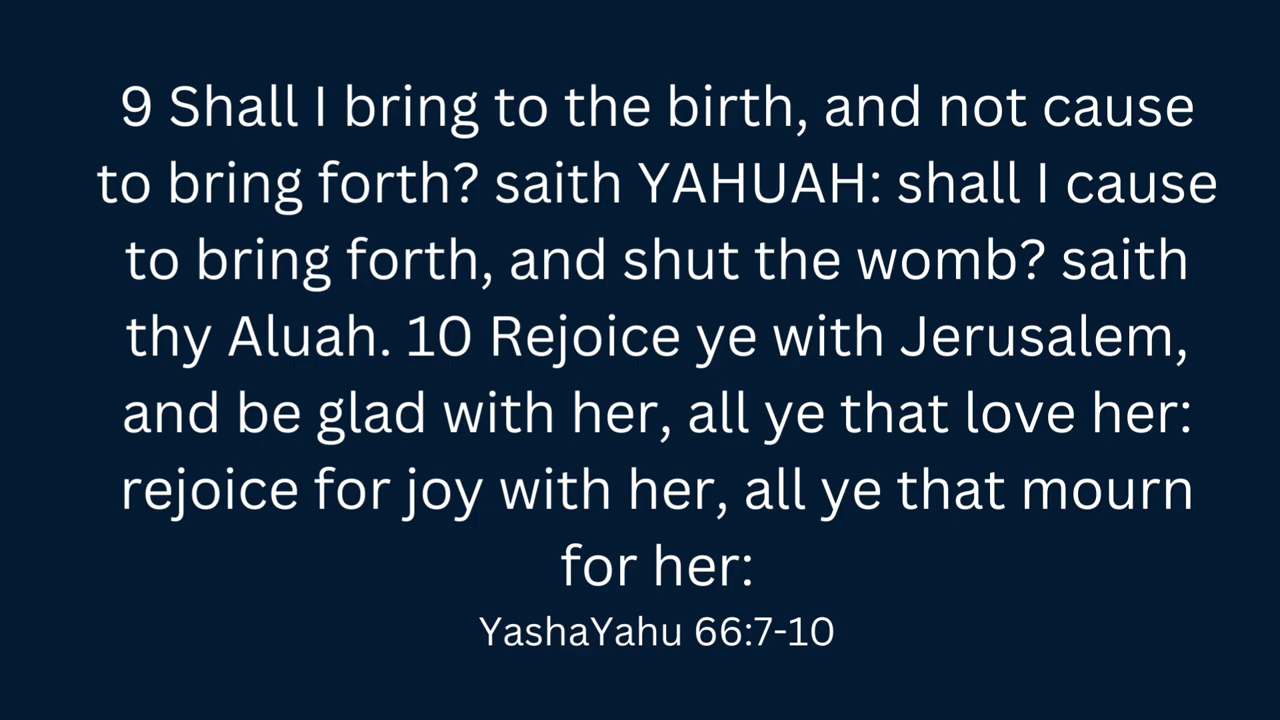 9 Shall I bring to the birth, and not cause
to bring forth? saith YAHUAH: shall I cause
to bring forth, and shut the womb? saith
thy Aluah. 10 Rejoice ye with Jerusalem,
and be glad with her, all ye that love her:
rejoice for joy with her, all ye that mourn
for her:
YashaYahu 66:7-10